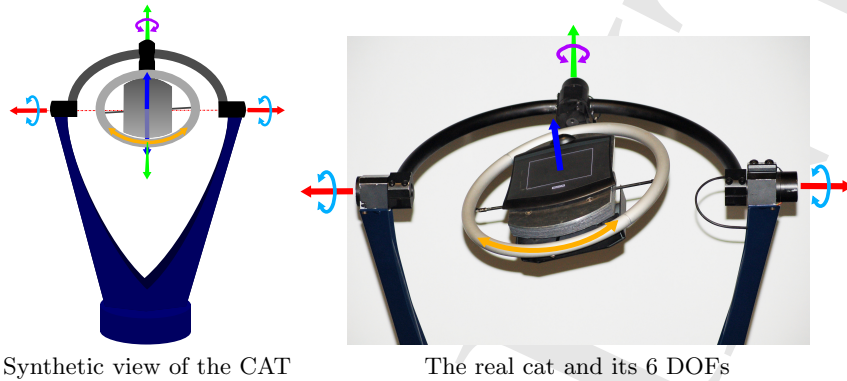 Synthetic view of the CAT
The real cat and its 6 DOFs